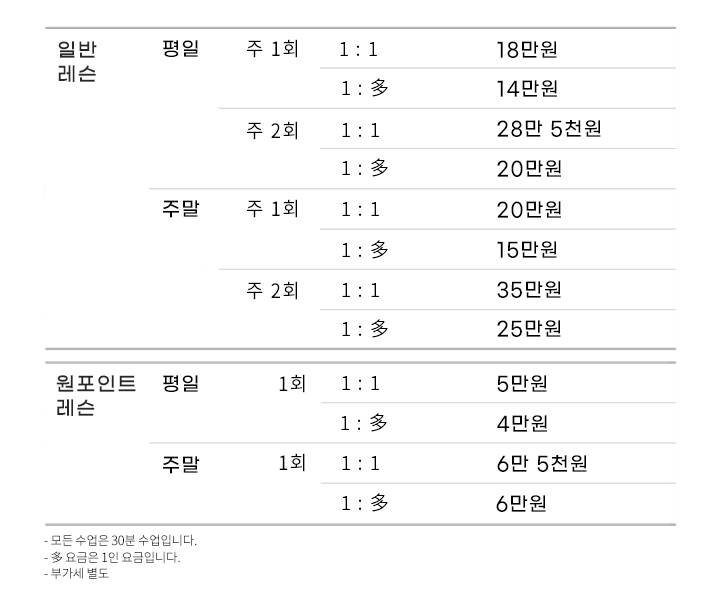 일반 평일 주 1회 1 : 1 18만원
레슨
1 : 多 14만원
주 2회 1 : 1 28만 5천원
1 : 多 20만원
주말 주 1회 1 : 1 20만원
1 : 多 15만원
주 2회 1 : 1 35만원
1 : 多 25만원
원포인트 평일 1회 1 : 1 5만원
레슨
1 : 多 4만원
주말 1회 1 : 1 6만 5천원
1 : 多 6만원
- 모든 수업은 30분 수업입니다.
- 多 요금은 1인 요금입니다.
- 부가세 별도